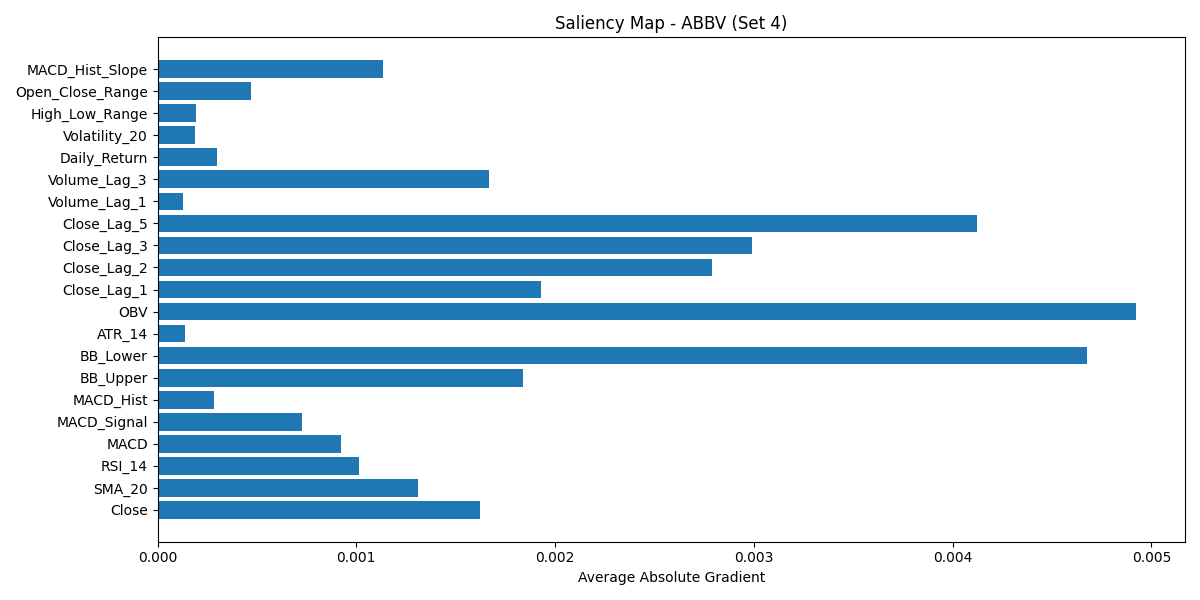 Saliency Map - ABBV (Set 4)
MACD_Hist_Slope
Open_Close_Range
High_Low_Range
Volatility_20
Daily_Return
Volume_Lag_3
Volume_Lag_1
Close_Lag_5
Close_Lag_3
Close_Lag_2
Close_Lag_1
OBV
ATR_14
BB_Lower
BB_Upper
MACD_Hist
MACD_Signal
MACD
RSI_14
SMA_20
Close
0.000 0.001 0.002 0.003 0.004 0.005
Average Absolute Gradient